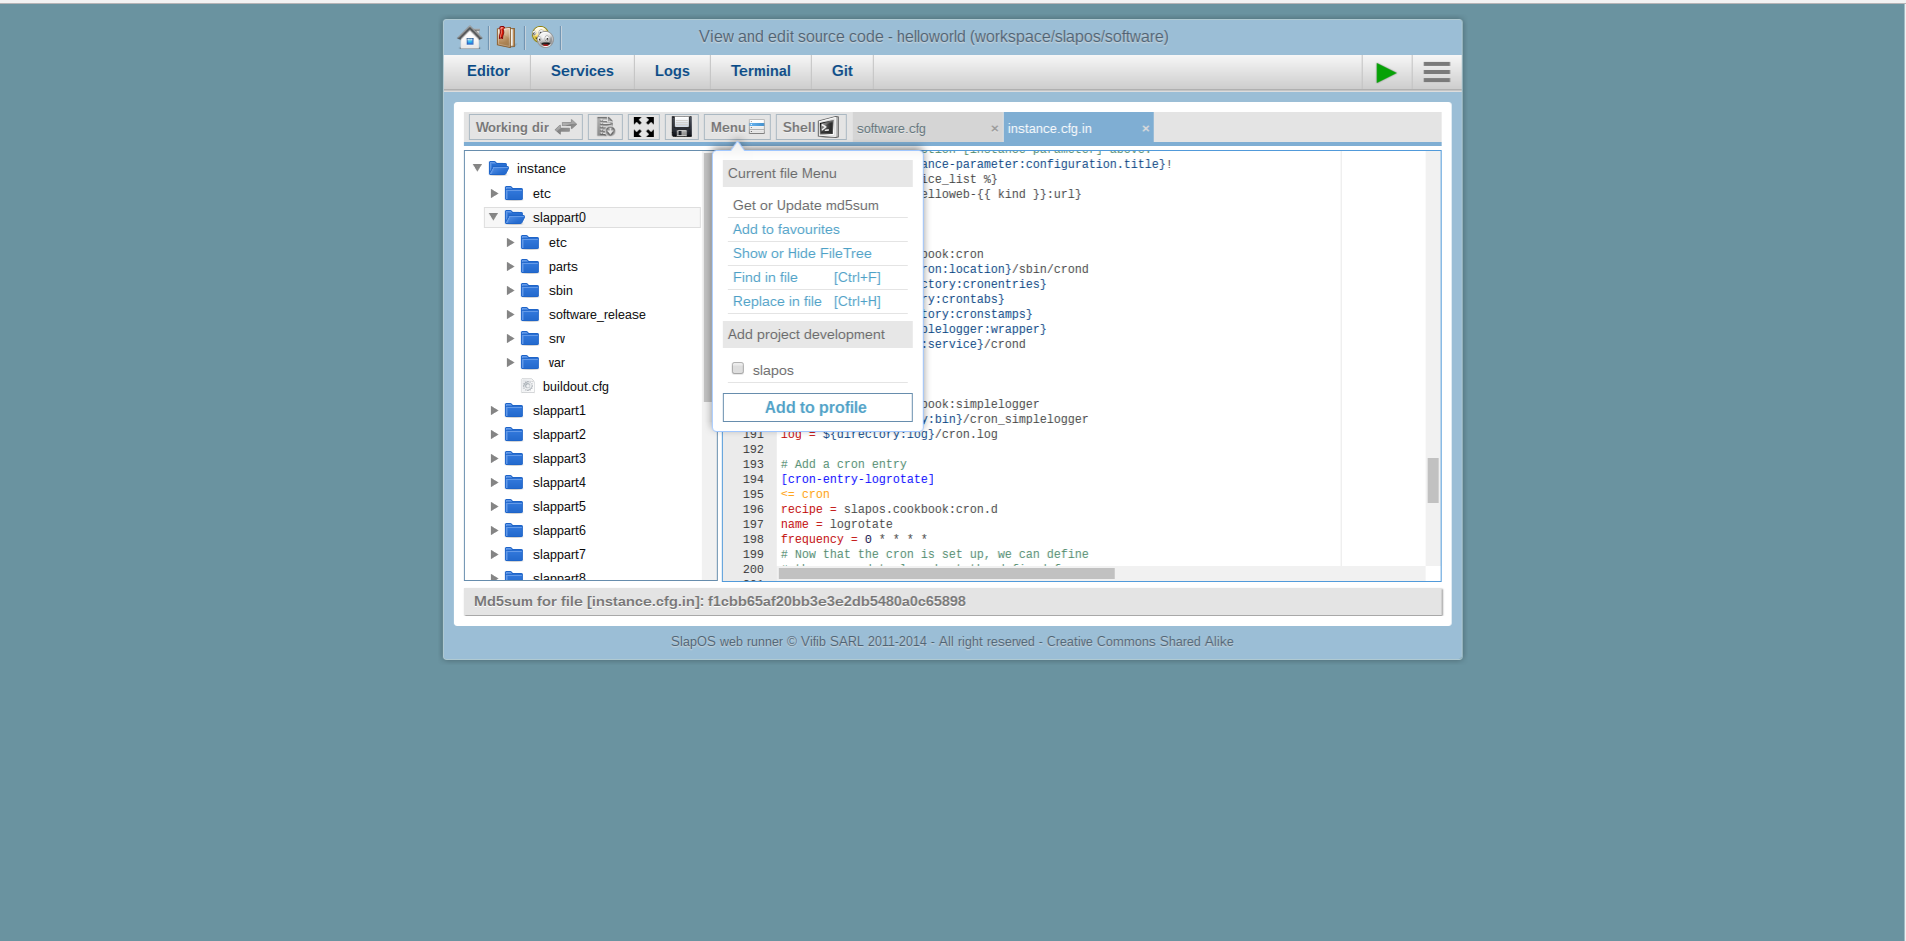 View and edit source code - helloworld (workspace/slapos/software)
Editor Services Logs Terminal Git
Working dir Menu Shell software.cfg × instance.cfg.in ×
instance
etc
slappart0
etc
parts
sbin
software_release
srv
var
buildout.cfg
slappart1
slappart2
slappart3
slappart4
slappart5
slappart6
slappart7
slappart8
Current file Menu
Get or Update md5sum
Add to favourites
Show or Hide FileTree
Find in file [Ctrl+F]
Replace in file [Ctrl+H]
Add project development
slapos
Add to profile
ance-parameter:configuration.title}!
ice_list %}
elloweb-{{ kind }}:url}
book:cron
ron:location}/sbin/crond
ctory:cronentries}
ry:crontabs}
tory:cronstamps}
plelogger:wrapper}
:service}/crond
book:simplelogger
y:bin}/cron_simplelogger
191 log = ${directory:log}/cron.log
192
193 # Add a cron entry
194 [cron-entry-logrotate]
195 <= cron
196 recipe = slapos.cookbook:cron.d
197 name = logrotate
198 frequency = 0 * * * *
199 # Now that the cron is set up, we can define
200
Md5sum for file [instance.cfg.in]: f1cbb65af20bb3e3e2db5480a0c65898
SlapOS web runner © Vifib SARL 2011-2014 - All right reserved - Creative Commons Shared Alike